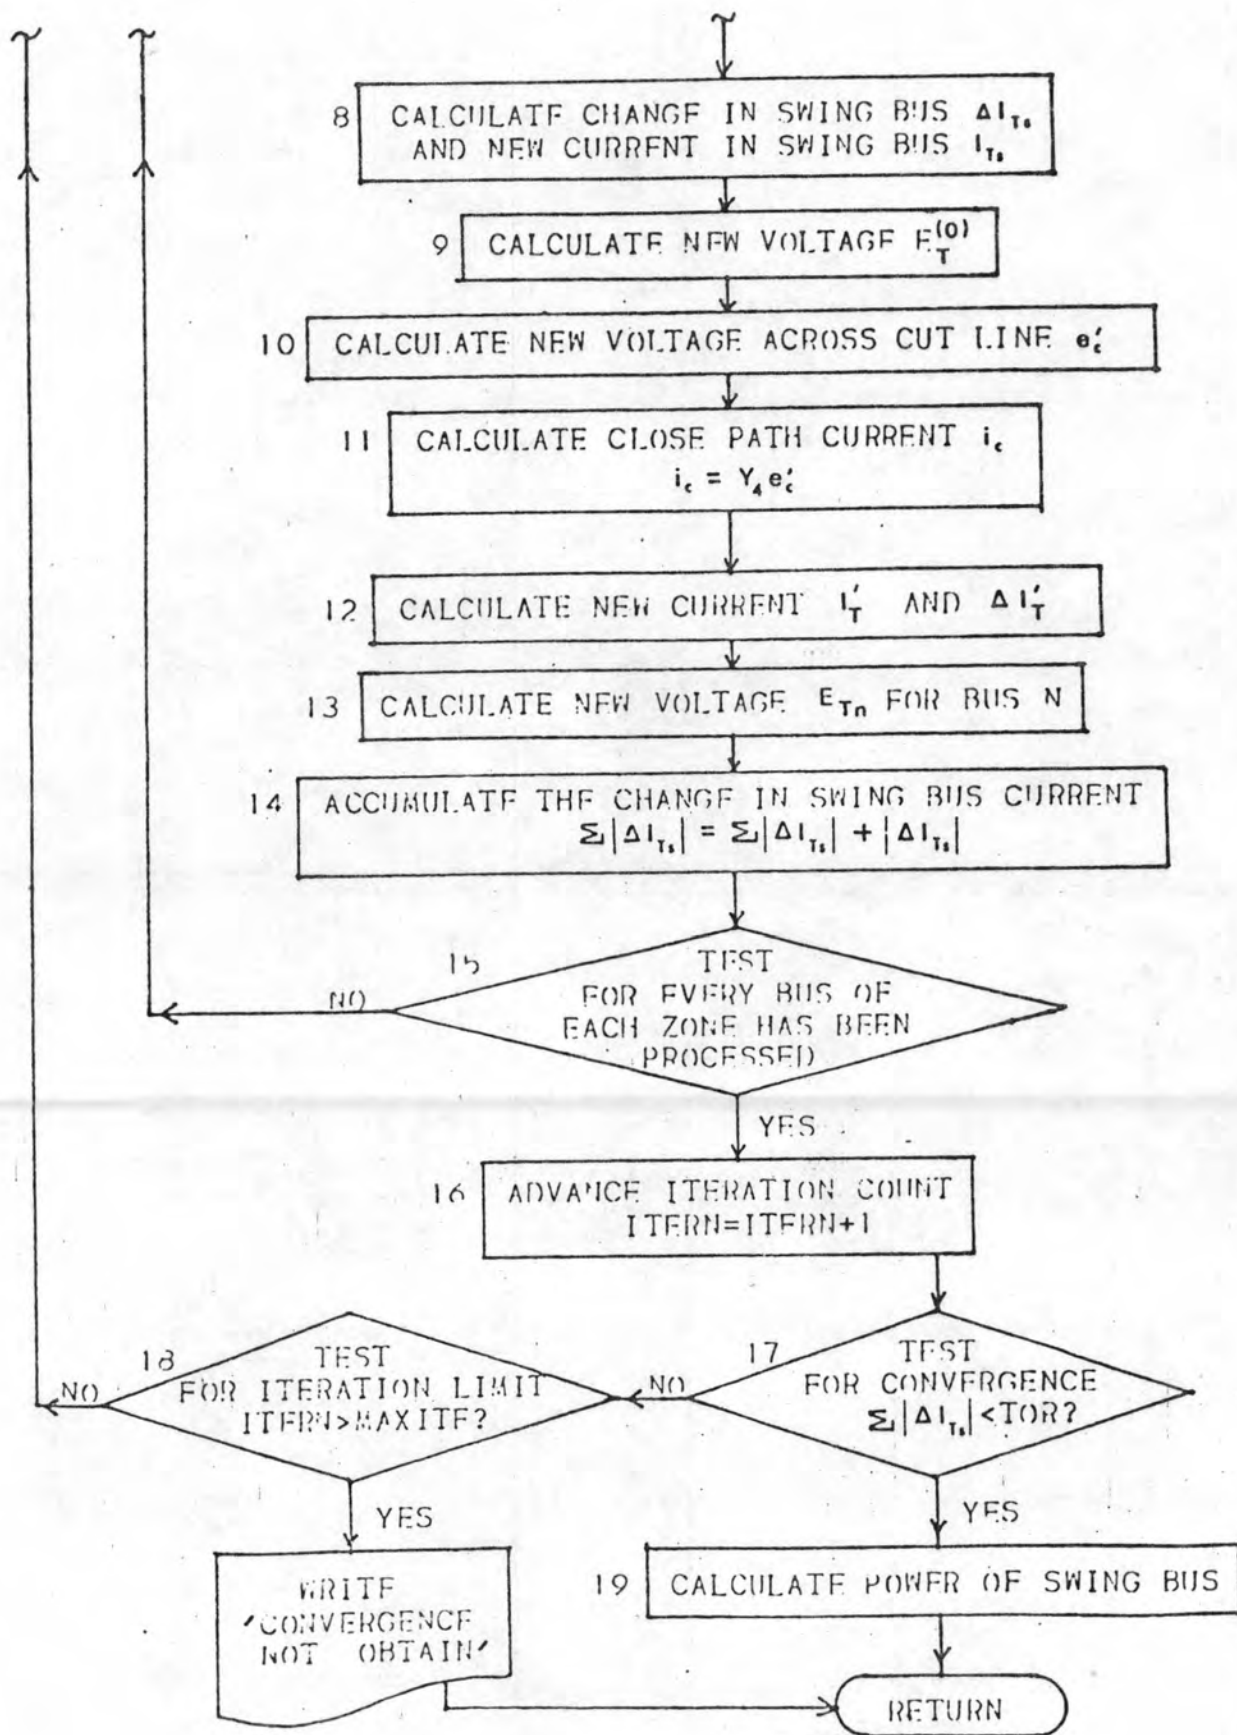 8 CALCULATE CHANGE IN SWING BUS ΔI_Ts
AND NEW CURRENT IN SWING BUS I_Ts
9 CALCULATE NEW VOLTAGE E_T^(0)
10 CALCULATE NEW VOLTAGE ACROSS CUT LINE e'_c
11 CALCULATE CLOSE PATH CURRENT i_c
i_c = Y_4 e'_c
12 CALCULATE NEW CURRENT I'_T AND ΔI'_T
13 CALCULATE NEW VOLTAGE E_Tn FOR BUS N
14 ACCUMULATE THE CHANGE IN SWING BUS CURRENT
Σ|ΔI_Ts| = Σ|ΔI_Ts| + |ΔI_Ts|
15 TEST
FOR EVERY BUS OF
EACH ZONE HAS BEEN
PROCESSED
NO
YES
16 ADVANCE ITERATION COUNT
ITERN=ITERN+1
17 TEST
FOR CONVERGENCE
Σ|ΔI_Ts|<TOR?
NO
YES
18 TEST
FOR ITERATION LIMIT
ITERN>MAXITE?
NO
YES
WRITE
'CONVERGENCE
NOT OBTAIN'
19 CALCULATE POWER OF SWING BUS
RETURN